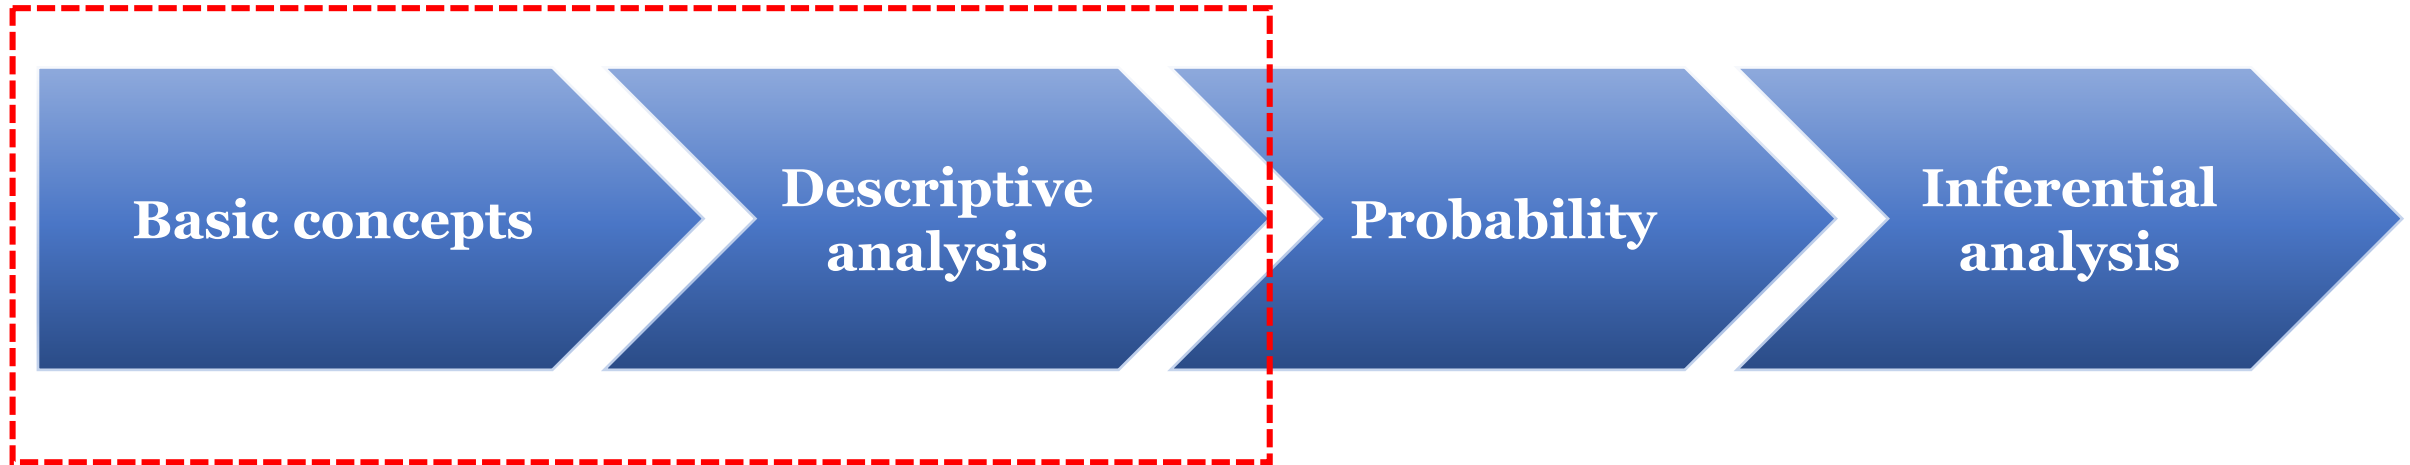 Basic concepts
Descriptive
analysis
Probability
Inferential
analysis